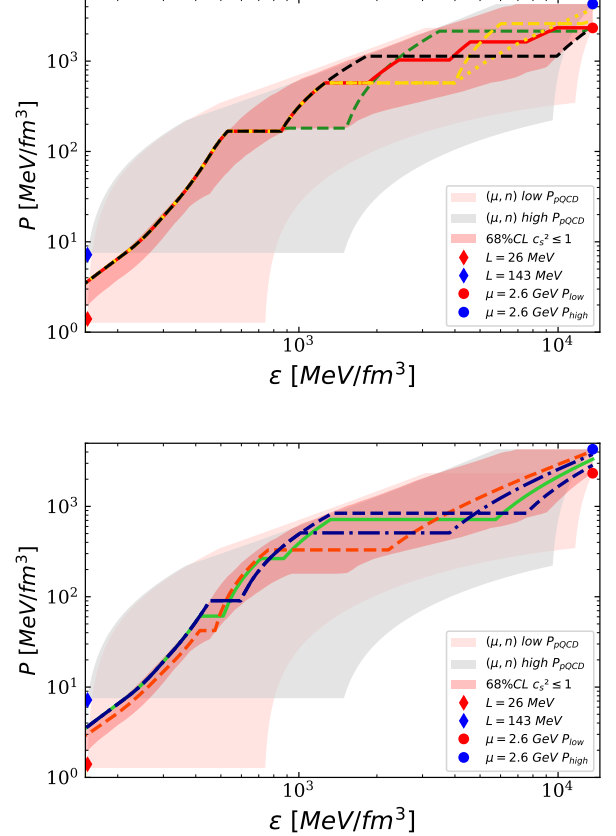 10³
10²
10¹
10⁰
P [MeV/fm³]
(μ, n) low P_pQCD
(μ, n) high P_pQCD
68%CL c_s² ≤ 1
L = 26 MeV
L = 143 MeV
μ = 2.6 GeV P_low
μ = 2.6 GeV P_high
10³ 10⁴
ε [MeV/fm³]
10³
10²
10¹
10⁰
P [MeV/fm³]
(μ, n) low P_pQCD
(μ, n) high P_pQCD
68%CL c_s² ≤ 1
L = 26 MeV
L = 143 MeV
μ = 2.6 GeV P_low
μ = 2.6 GeV P_high
10³ 10⁴
ε [MeV/fm³]